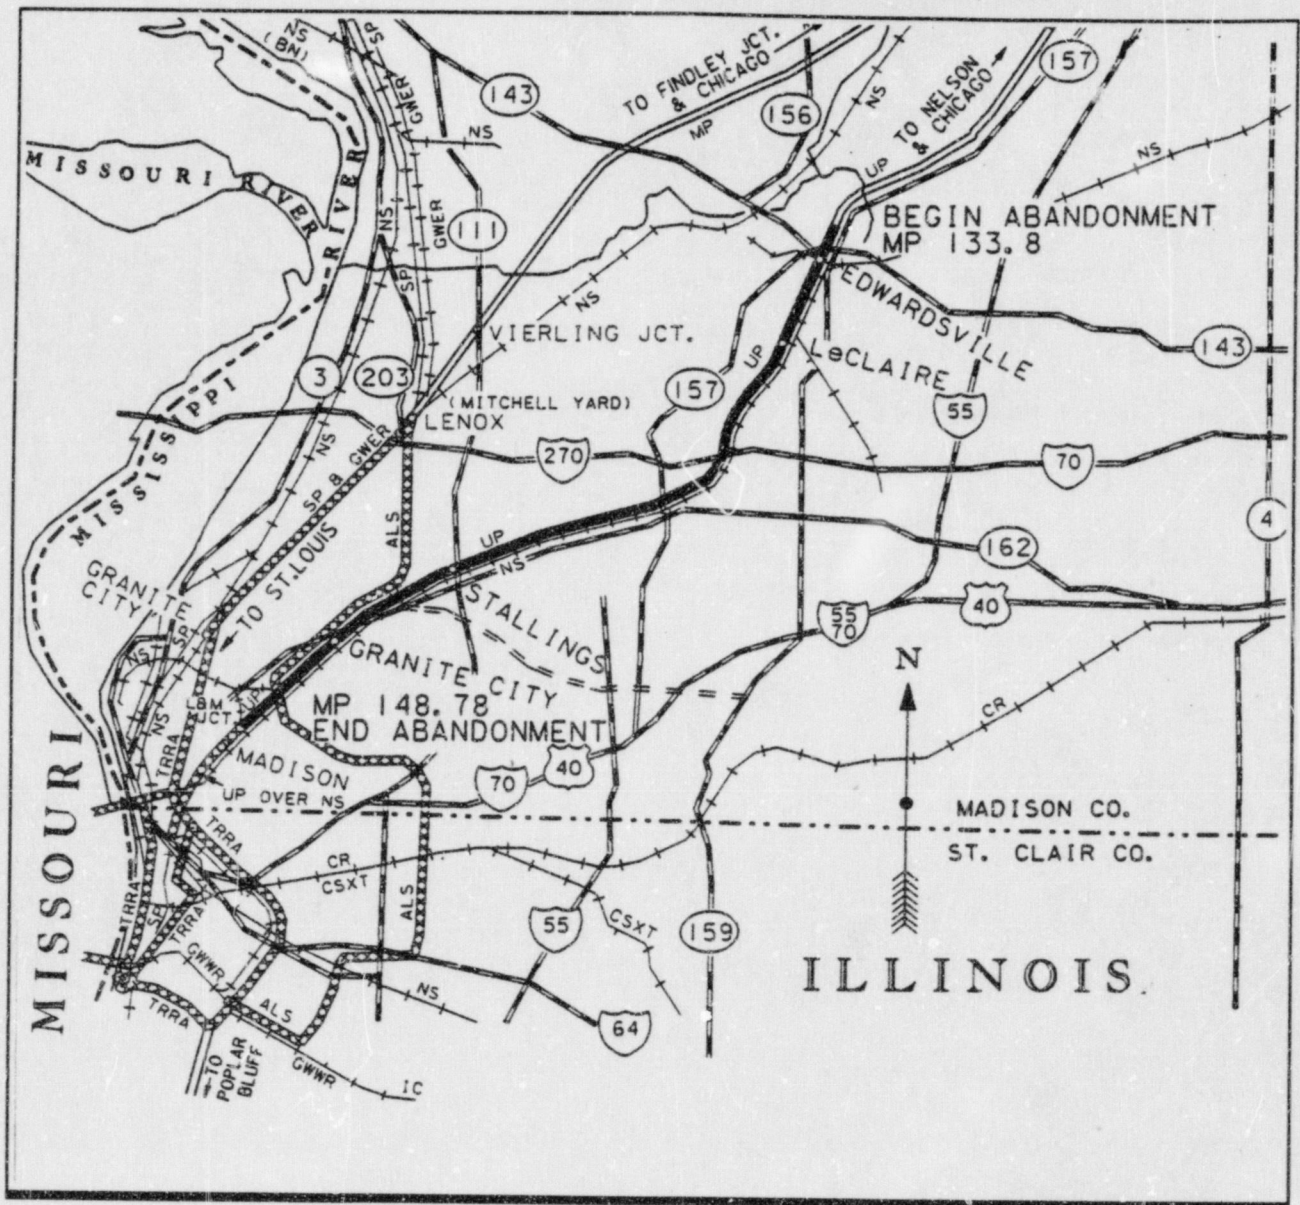 NS
(BN)
SP
GWER
143
TO FINDLEY JCT.
& CHICAGO
MP
156
NS
TO NELSON
& CHICAGO
157
UP
NS
NS
MISSOURI RIVER
RIVER
NS
GWER
111
SP
BEGIN ABANDONMENT
MP 133.8
EDWARDSVILLE
NS
VIERLING JCT.
UP
LeCLAIRE
143
3
203
157
(MITCHELL YARD)
LENOX
55
MISSISSIPPI
NS
SP & GWER
270
70
ALS
UP
NS
4
162
GRANITE
CITY
TO ST.LOUIS
STALLINGS
55
70
40
SP
NS
GRANITE CITY
N
L&M
JCT.
UP
MP 148.78
END ABANDONMENT
CR
NS
TRRA
MADISON
UP OVER NS
70
40
MADISON CO.
ST. CLAIR CO.
MISSOURI
TRRA
CR
CSXT
ALS
TRRA
SP
TRRA
55
CSXT
159
GWWR
ILLINOIS
NS
TRRA
ALS
64
TO
POPLAR
BLUFF
GWWR
IC